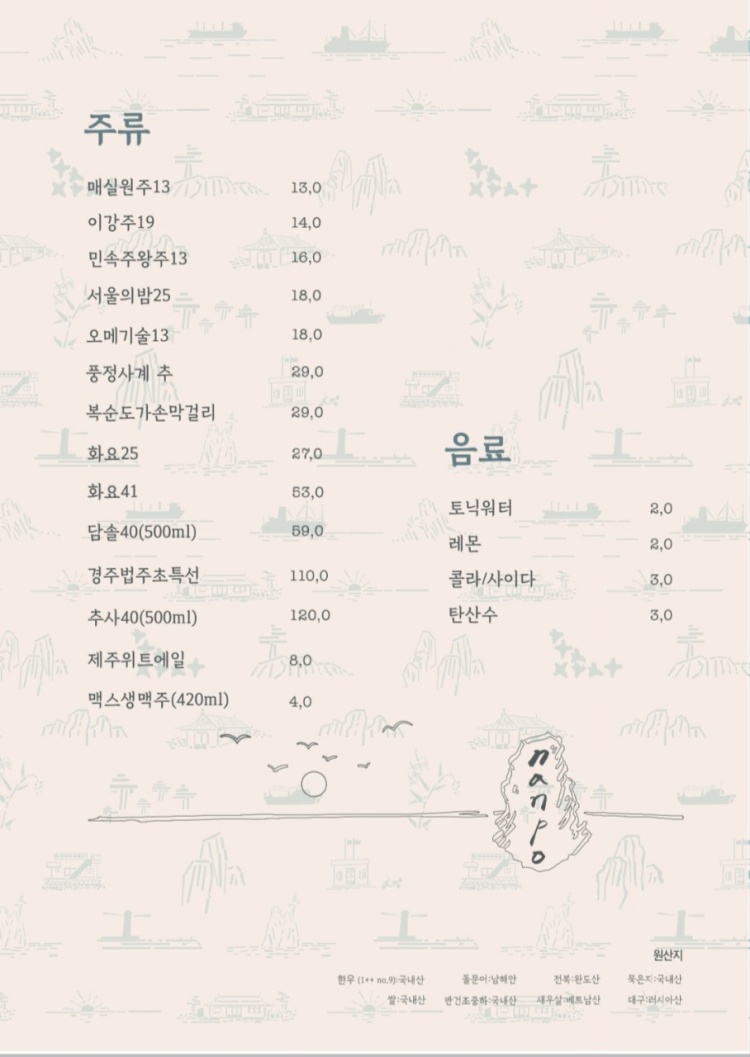 주류
매실원주13 13,0
이강주19 14,0
민속주왕주13 16,0
서울의밤25 18,0
오메기술13 18,0
풍정사계 추 29,0
복순도가손막걸리 29,0
화요25 27,0
화요41 53,0
담솔40(500ml) 59,0
경주법주초특선 110,0
추사40(500ml) 120,0
제주위트에일 8,0
맥스생맥주(420ml) 4,0
음료
토닉워터 2,0
레몬 2,0
콜라/사이다 3,0
탄산수 3,0
nanpo
원산지
한우 (1++ no.9):국내산 돌문어:남해안 전복:완도산 묵은지:국내산
쌀:국내산 반건조중하:국내산 새우살:베트남산 대구:러시아산